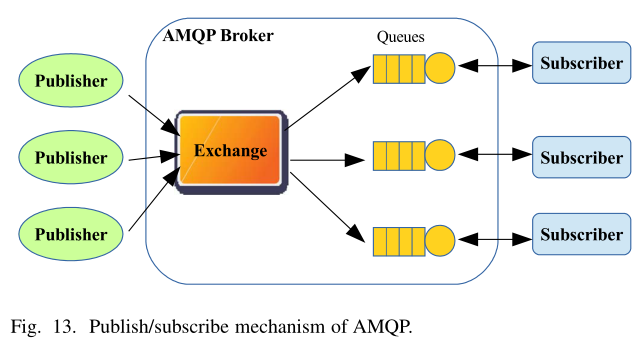 AMQP Broker
Queues
Publisher
Subscriber
Exchange
Publisher
Subscriber
Publisher
Subscriber
Fig. 13. Publish/subscribe mechanism of AMQP.